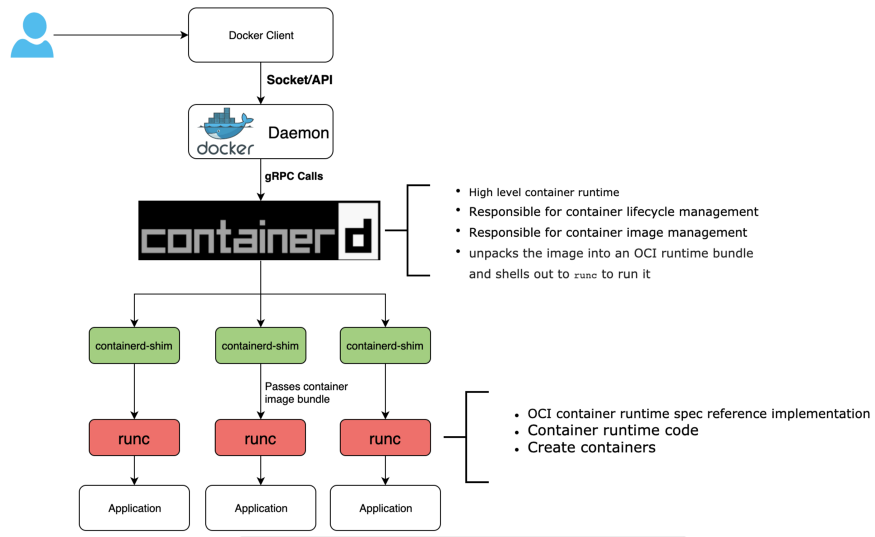 Docker Client
Socket/API
docker
Daemon
gRPC Calls
containerd
• High level container runtime
• Responsible for container lifecycle management
• Responsible for container image management
• unpacks the image into an OCI runtime bundle
and shells out to runc to run it
containerd-shim
containerd-shim
containerd-shim
Passes container
image bundle
runc
runc
runc
• OCI container runtime spec reference implementation
• Container runtime code
• Create containers
Application
Application
Application